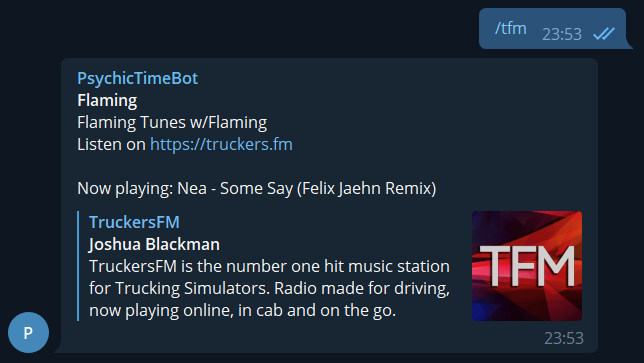 /tfm 23:53
PsychicTimeBot
Flaming
Flaming Tunes w/Flaming
Listen on https://truckers.fm
Now playing: Nea - Some Say (Felix Jaehn Remix)
TruckersFM
Joshua Blackman
TruckersFM is the number one hit music station
for Trucking Simulators. Radio made for driving,
now playing online, in cab and on the go.
TFM
P
23:53